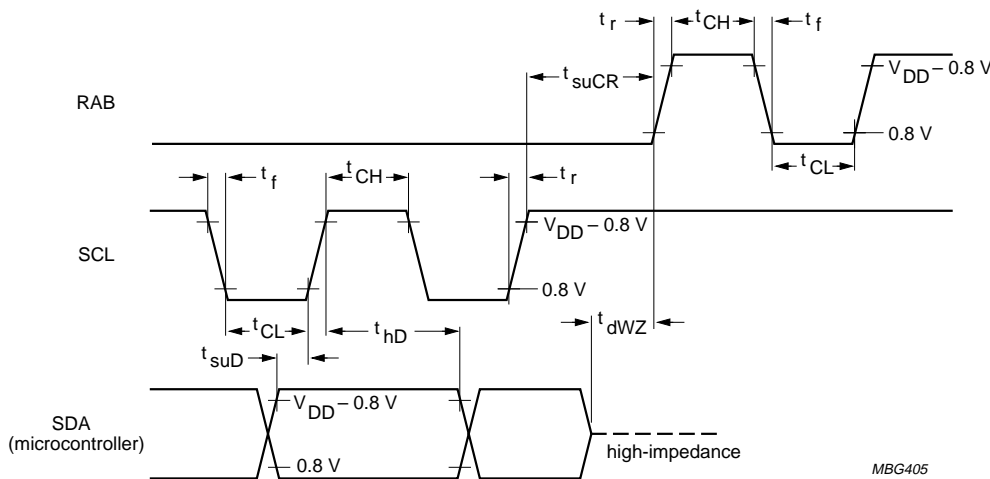 t r t CH t f
t suCR
V DD – 0.8 V
RAB
0.8 V
t CL
t f t CH t r
V DD – 0.8 V
SCL
0.8 V
t CL t hD t dWZ
t suD
V DD – 0.8 V
SDA
(microcontroller)
high-impedance
0.8 V
MBG405